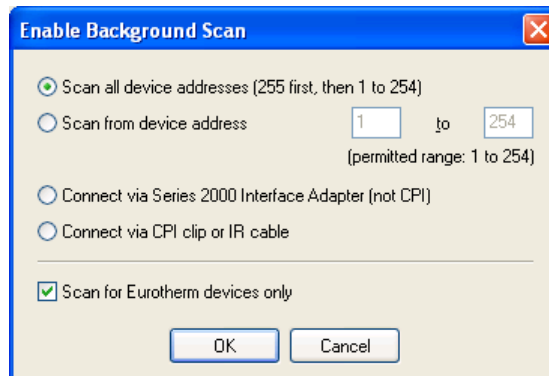 Enable Background Scan
Scan all device addresses (255 first, then 1 to 254)
Scan from device address 1 to 254
(permitted range: 1 to 254)
Connect via Series 2000 Interface Adapter (not CPI)
Connect via CPI clip or IR cable
Scan for Eurotherm devices only
OK Cancel